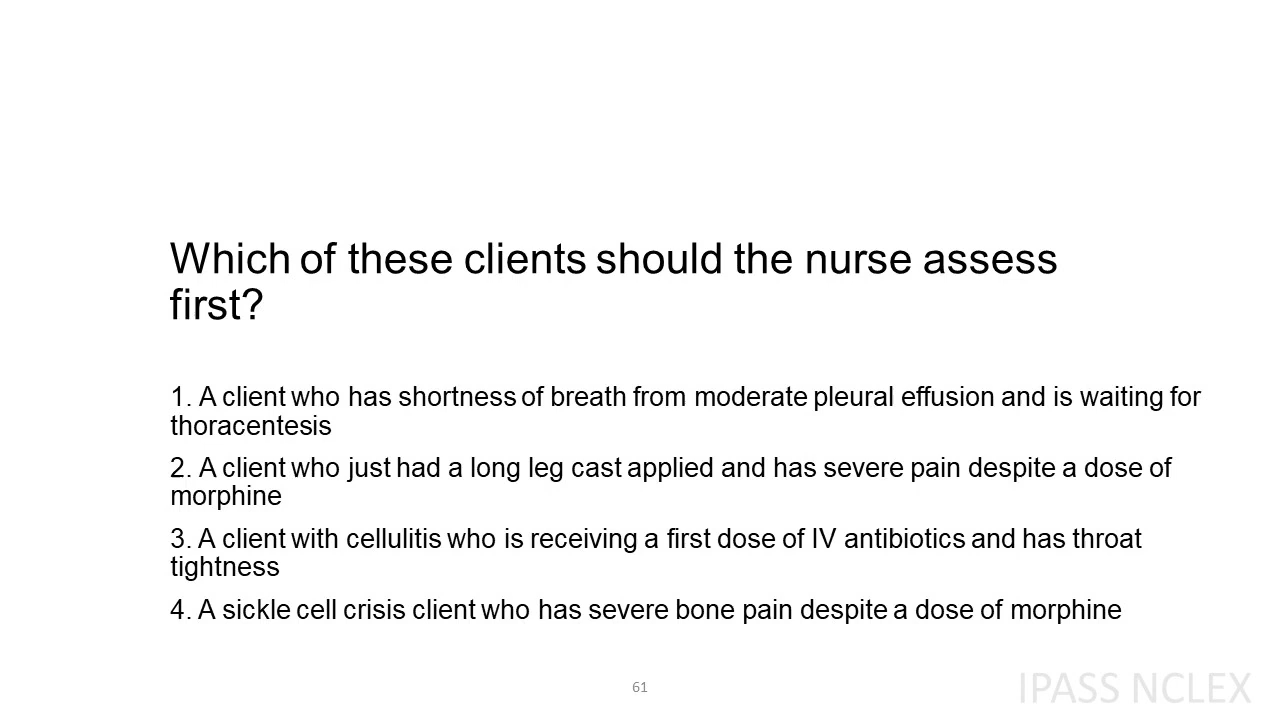 Which of these clients should the nurse assess
first?
1. A client who has shortness of breath from moderate pleural effusion and is waiting for
thoracentesis
2. A client who just had a long leg cast applied and has severe pain despite a dose of
morphine
3. A client with cellulitis who is receiving a first dose of IV antibiotics and has throat
tightness
4. A sickle cell crisis client who has severe bone pain despite a dose of morphine
61
IPASS NCLEX